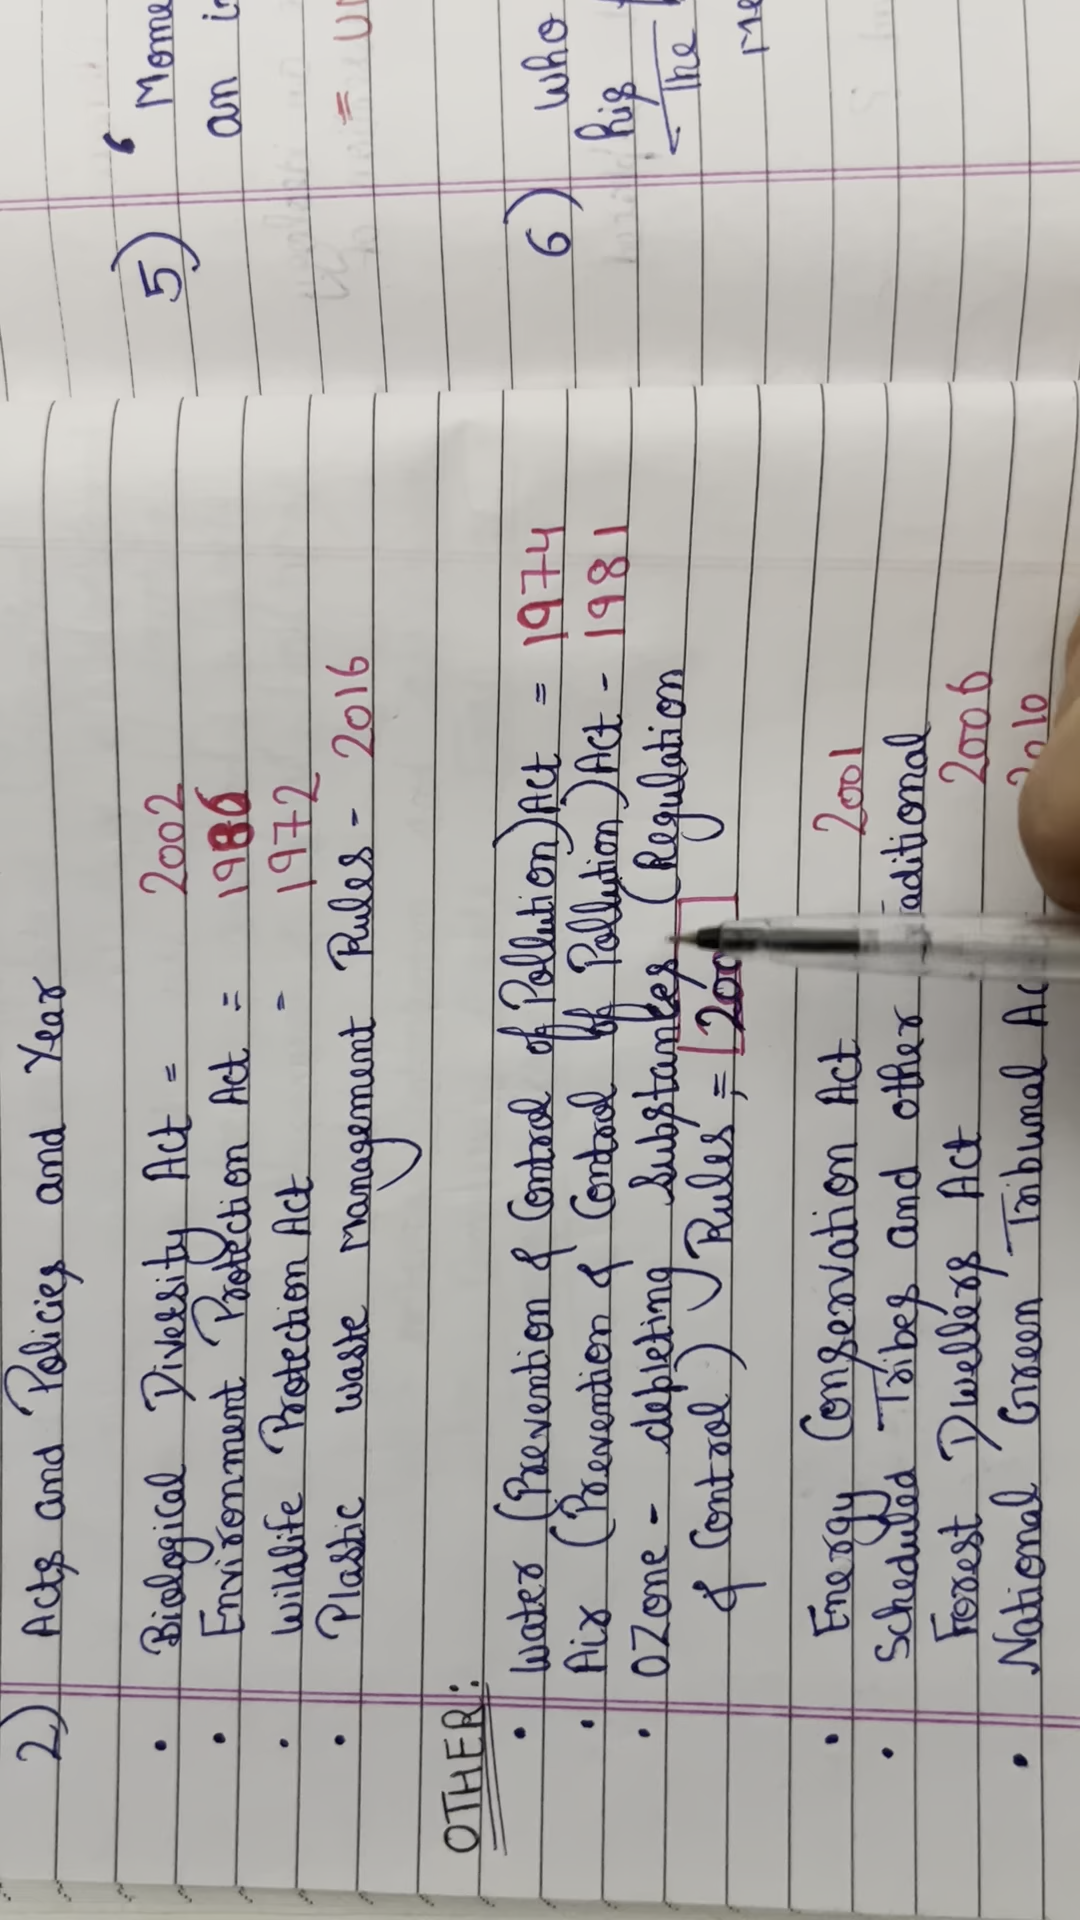 2) Acts and Policies and Year
• Biological Diversity Act = 2002
• Environment Protection Act = 1986
• Wildlife Protection Act - 1972
• Plastic Waste Management Rules - 2016
OTHER:
• Water (Prevention & Control of Pollution) Act = 1974
• Air (Prevention & Control of Pollution) Act - 1981
• Ozone-depleting Substances (Regulation
& Control) Rules =
• Energy Conservation Act 2001
• Scheduled Tribes and other
Forest Dwellers Act 2006
• National Green Tribunal
5)
an
=
6) Who
his
The